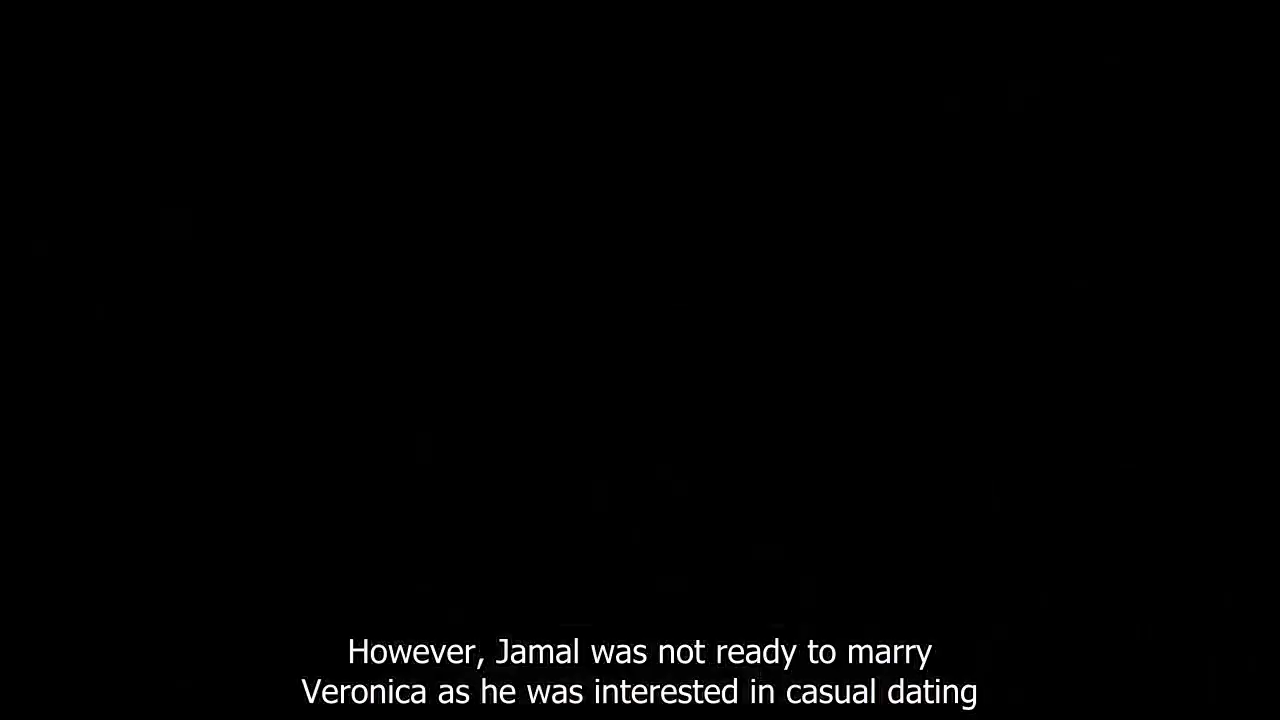 However, Jamal was not ready to marry
Veronica as he was interested in casual dating